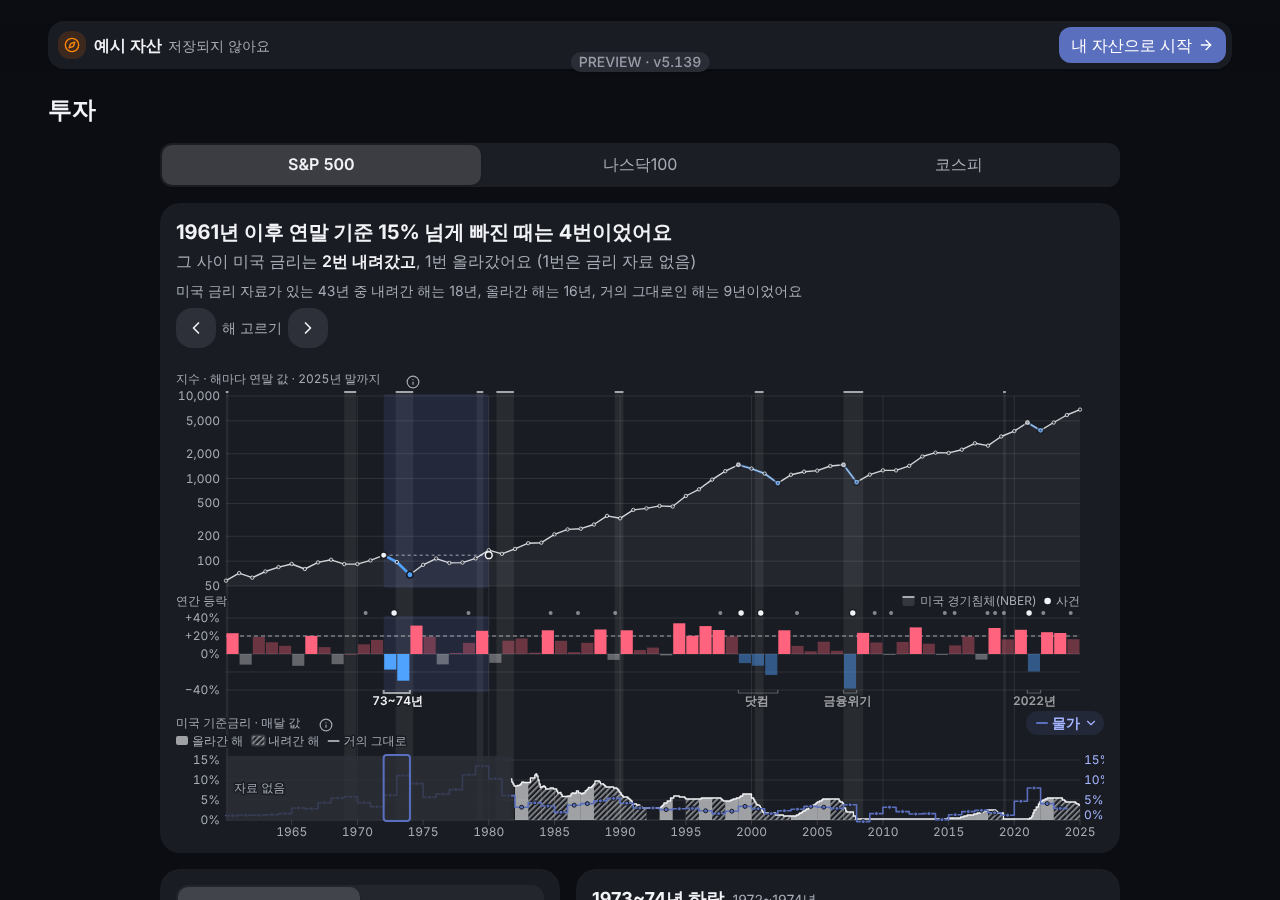 예시 자산 저장되지 않아요
내 자산으로 시작 →
PREVIEW · v5.139
투자
S&P 500
나스닥100
코스피
1961년 이후 연말 기준 15% 넘게 빠진 때는 4번이었어요
그 사이 미국 금리는 2번 내려갔고, 1번 올라갔어요 (1번은 금리 자료 없음)
미국 금리 자료가 있는 43년 중 내려간 해는 18년, 올라간 해는 16년, 거의 그대로인 해는 9년이었어요
해 고르기
지수 · 해마다 연말 값 · 2025년 말까지
10,000
5,000
2,000
1,000
500
200
100
50
연간 등락
미국 경기침체(NBER) 사건
+40%
+20%
0%
−40%
73~74년
닷컴
금융위기
2022년
미국 기준금리 · 매달 값
물가
올라간 해 내려간 해 거의 그대로
15%
10%
5%
0%
자료 없음
5%
0%
1965 1970 1975 1980 1985 1990 1995 2000 2005 2010 2015 2020 2025
1973~74년 하락 1972~1974년